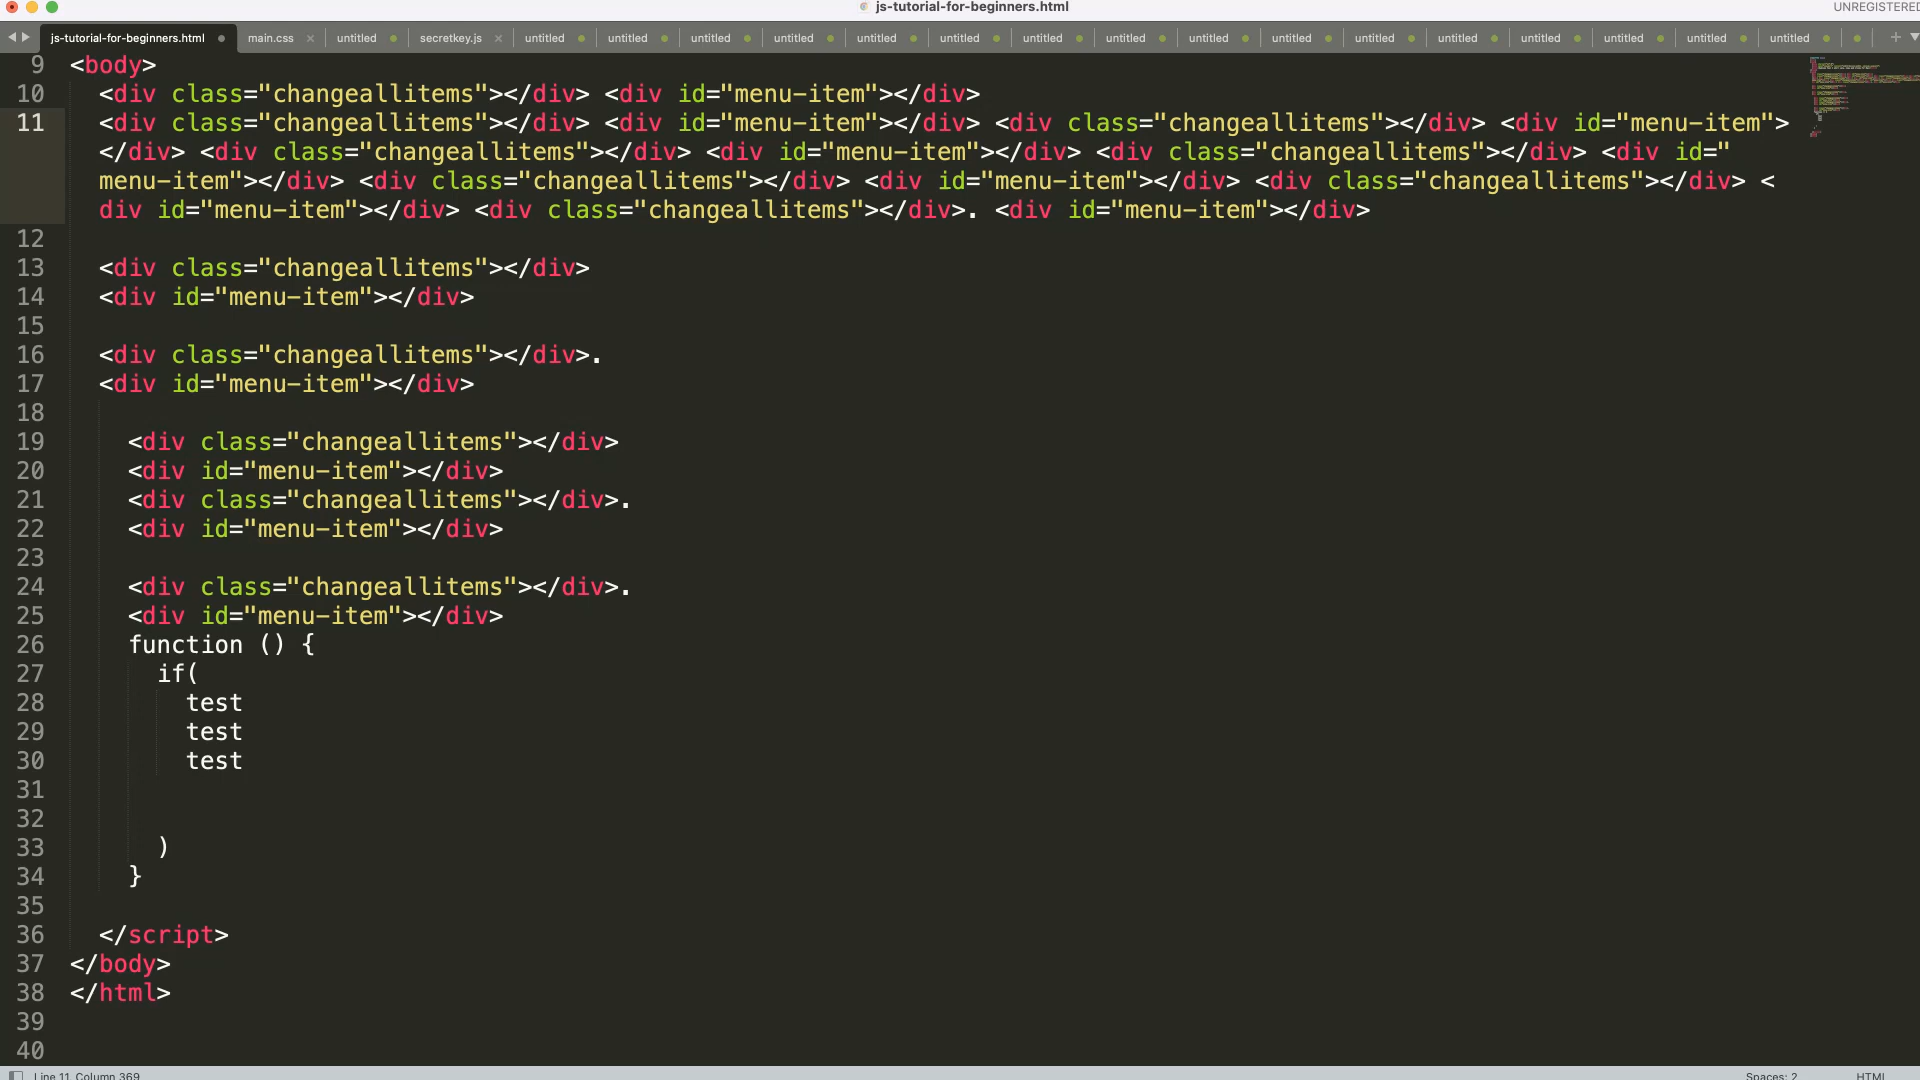 js-tutorial-for-beginners.html
UNREGISTERED
js-tutorial-for-beginners.html main.css untitled secretkey.js untitled untitled untitled untitled untitled untitled untitled untitled untitled untitled untitled untitled untitled untitled untitled untitled
9 <body>
10 <div class="changeallitems"></div> <div id="menu-item"></div>
11 <div class="changeallitems"></div> <div id="menu-item"></div> <div class="changeallitems"></div> <div id="menu-item">
</div> <div class="changeallitems"></div> <div id="menu-item"></div> <div class="changeallitems"></div> <div id="
menu-item"></div> <div class="changeallitems"></div> <div id="menu-item"></div> <div class="changeallitems"></div> <
div id="menu-item"></div> <div class="changeallitems"></div>. <div id="menu-item"></div>
12
13 <div class="changeallitems"></div>
14 <div id="menu-item"></div>
15
16 <div class="changeallitems"></div>.
17 <div id="menu-item"></div>
18
19 <div class="changeallitems"></div>
20 <div id="menu-item"></div>
21 <div class="changeallitems"></div>.
22 <div id="menu-item"></div>
23
24 <div class="changeallitems"></div>.
25 <div id="menu-item"></div>
26 function () {
27 if(
28 test
29 test
30 test
31
32
33 )
34 }
35
36 </script>
37 </body>
38 </html>
39
40
Line 11, Column 369
Spaces: 2 HTML